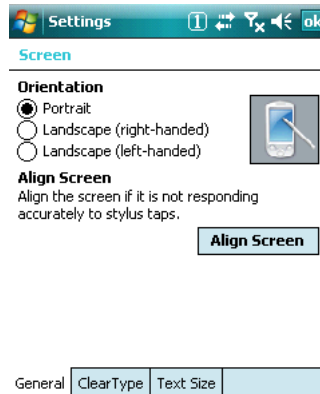 Settings 1 ok
Screen
Orientation
Portrait
Landscape (right-handed)
Landscape (left-handed)
Align Screen
Align the screen if it is not responding
accurately to stylus taps.
Align Screen
General ClearType Text Size